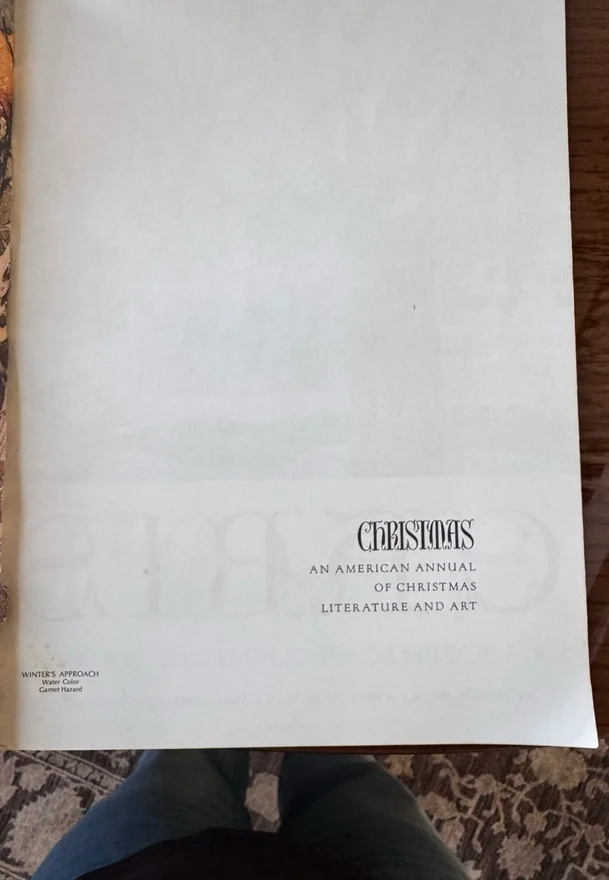 CHRISTMAS
AN AMERICAN ANNUAL
OF CHRISTMAS
LITERATURE AND ART
WINTER'S APPROACH
Water Color
Garnet Hazard